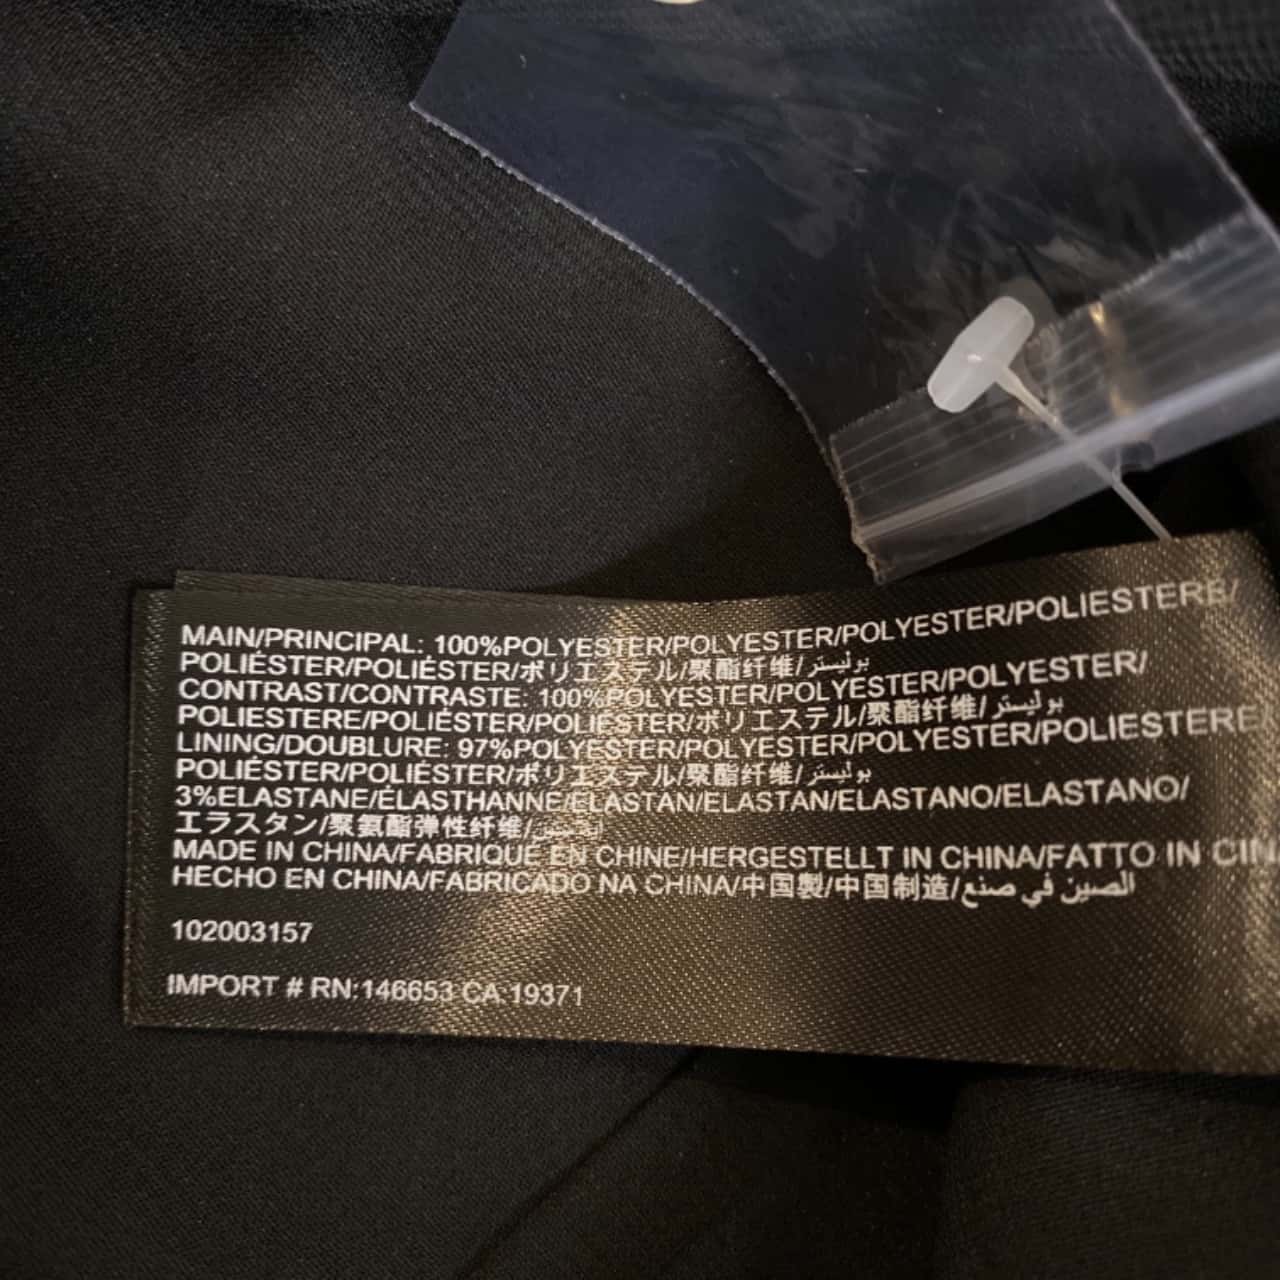 MAIN/PRINCIPAL: 100%POLYESTER/POLYESTER/POLYESTER/POLIESTERE/
POLIÉSTER/POLIÉSTER/ポリエステル/聚酯纤维/بوليستر
CONTRAST/CONTRASTE: 100%POLYESTER/POLYESTER/POLYESTER/
POLIESTERE/POLIÉSTER/POLIÉSTER/ポリエステル/聚酯纤维/بوليستر
LINING/DOUBLURE: 97%POLYESTER/POLYESTER/POLYESTER/POLIESTERE
POLIÉSTER/POLIÉSTER/ポリエステル/聚酯纤维/بوليستر
3%ELASTANE/ÉLASTHANNE/ELASTAN/ELASTAN/ELASTANO/ELASTANO/
エラスタン/聚氨酯弹性纤维/
MADE IN CHINA/FABRIQUÉ EN CHINE/HERGESTELLT IN CHINA/FATTO IN CINA
HECHO EN CHINA/FABRICADO NA CHINA/中国製/中国制造/الصين في صنع
102003157
IMPORT # RN:146653 CA:19371